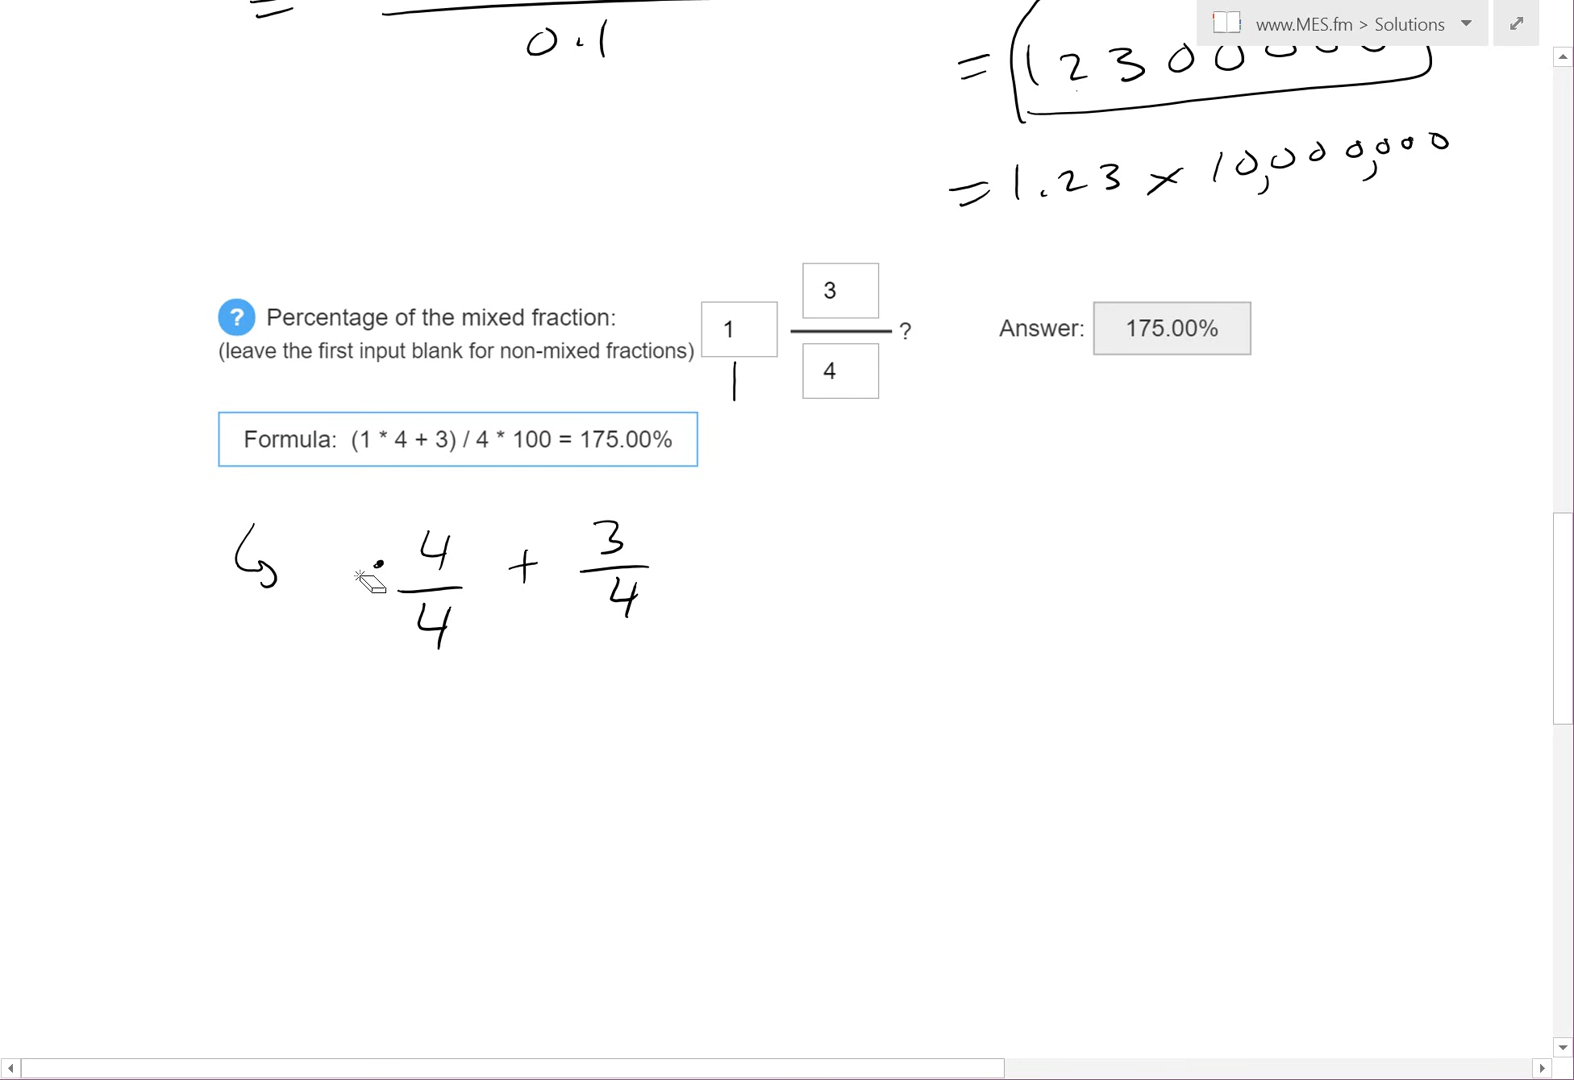 =
0.1
www.MES.fm > Solutions
= 12300000
= 1.23 × 10,000,000
? Percentage of the mixed fraction:
(leave the first input blank for non-mixed fractions)
1 3
4 ?
Answer: 175.00%
1
Formula: (1 * 4 + 3) / 4 * 100 = 175.00%
↳ · 4
4 + 3
4